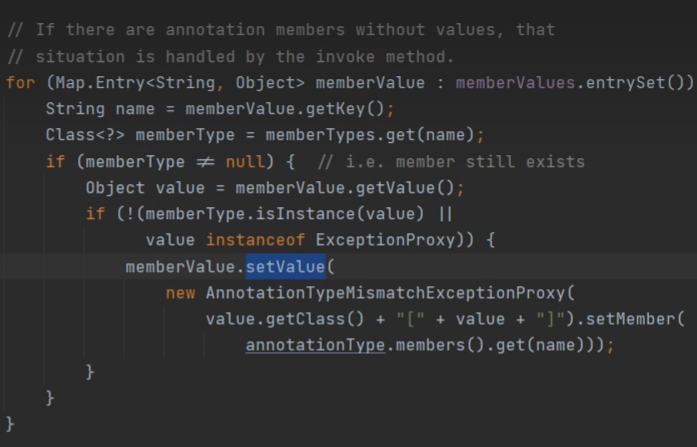 // If there are annotation members without values, that
// situation is handled by the invoke method.
for (Map.Entry<String, Object> memberValue : memberValues.entrySet())
String name = memberValue.getKey();
Class<?> memberType = memberTypes.get(name);
if (memberType ≠ null) { // i.e. member still exists
Object value = memberValue.getValue();
if (!(memberType.isInstance(value) ||
value instanceof ExceptionProxy)) {
memberValue.setValue(
new AnnotationTypeMismatchExceptionProxy(
value.getClass() + "[" + value + "]").setMember(
annotationType.members().get(name)));
}
}
}